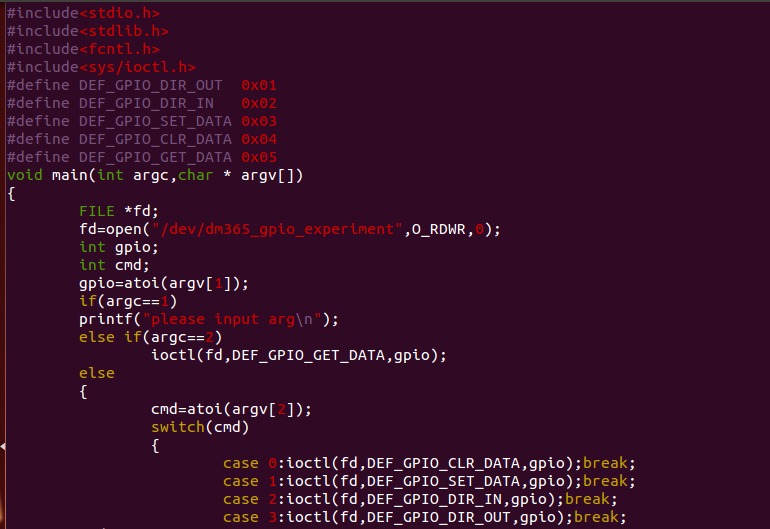 #include<stdio.h>
#include<stdlib.h>
#include<fcntl.h>
#include<sys/ioctl.h>
#define DEF_GPIO_DIR_OUT  0x01
#define DEF_GPIO_DIR_IN   0x02
#define DEF_GPIO_SET_DATA 0x03
#define DEF_GPIO_CLR_DATA 0x04
#define DEF_GPIO_GET_DATA 0x05
void main(int argc,char * argv[])
{
        FILE *fd;
        fd=open("/dev/dm365_gpio_experiment",O_RDWR,0);
        int gpio;
        int cmd;
        gpio=atoi(argv[1]);
        if(argc==1)
        printf("please input arg\n");
        else if(argc==2)
                ioctl(fd,DEF_GPIO_GET_DATA,gpio);
        else
        {
                cmd=atoi(argv[2]);
                switch(cmd)
                {
                        case 0:ioctl(fd,DEF_GPIO_CLR_DATA,gpio);break;
                        case 1:ioctl(fd,DEF_GPIO_SET_DATA,gpio);break;
                        case 2:ioctl(fd,DEF_GPIO_DIR_IN,gpio);break;
                        case 3:ioctl(fd,DEF_GPIO_DIR_OUT,gpio);break;